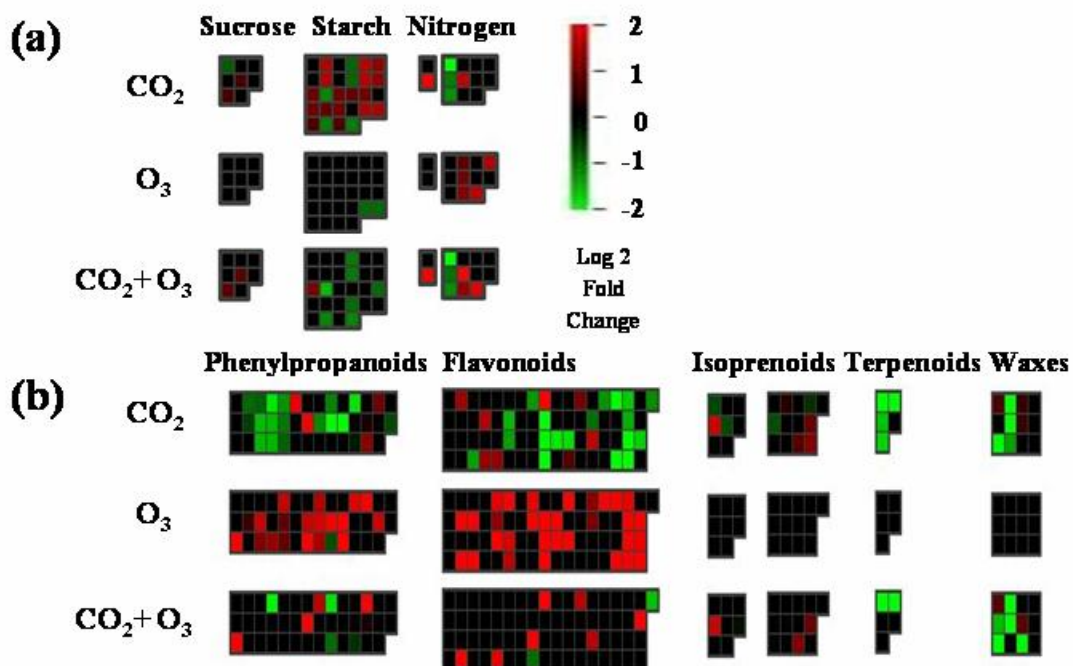 (a)
Sucrose Starch Nitrogen
CO2
O3
CO2+ O3
2
1
0
-1
-2
Log 2
Fold
Change
(b)
Phenylpropanoids Flavonoids Isoprenoids Terpenoids Waxes
CO2
O3
CO2+ O3